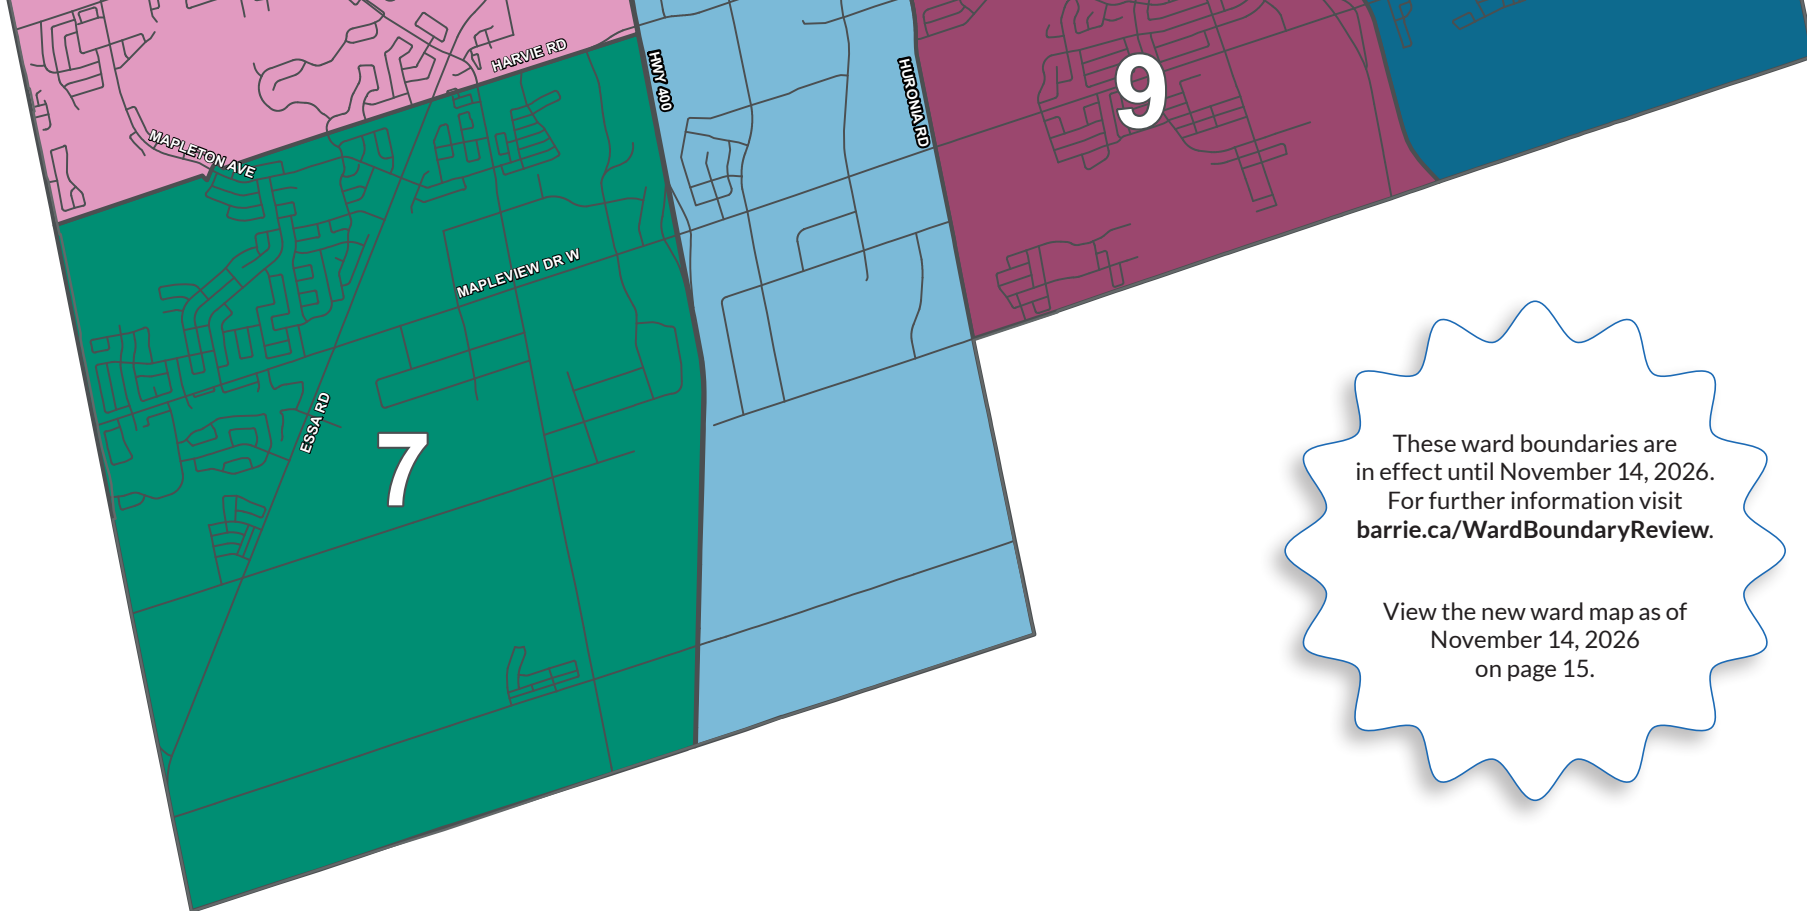 HARVIE RD
HWY 400
HURONIA RD
9
MAPLETON AVE
MAPLEVIEW DR W
ESSA RD
7
These ward boundaries are
in effect until November 14, 2026.
For further information visit
barrie.ca/WardBoundaryReview.
View the new ward map as of
November 14, 2026
on page 15.